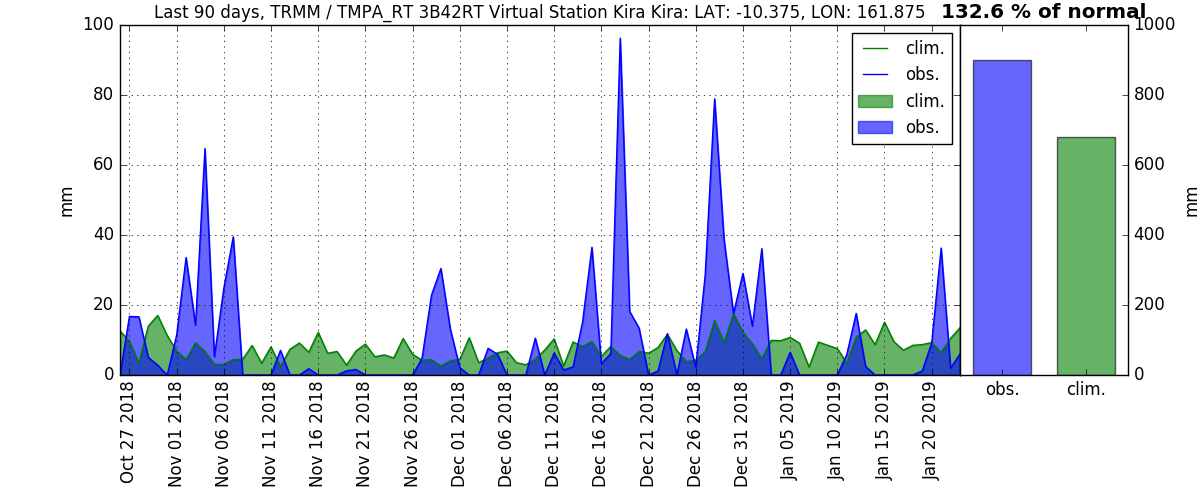 Last 90 days, TRMM / TMPA_RT 3B42RT Virtual Station Kira Kira: LAT: -10.375, LON: 161.875
132.6 % of normal
100
80
60
40
20
0
mm
clim.
obs.
clim.
obs.
1000
800
600
400
200
0
mm
obs.
clim.
Oct 27 2018
Nov 01 2018
Nov 06 2018
Nov 11 2018
Nov 16 2018
Nov 21 2018
Nov 26 2018
Dec 01 2018
Dec 06 2018
Dec 11 2018
Dec 16 2018
Dec 21 2018
Dec 26 2018
Dec 31 2018
Jan 05 2019
Jan 10 2019
Jan 15 2019
Jan 20 2019